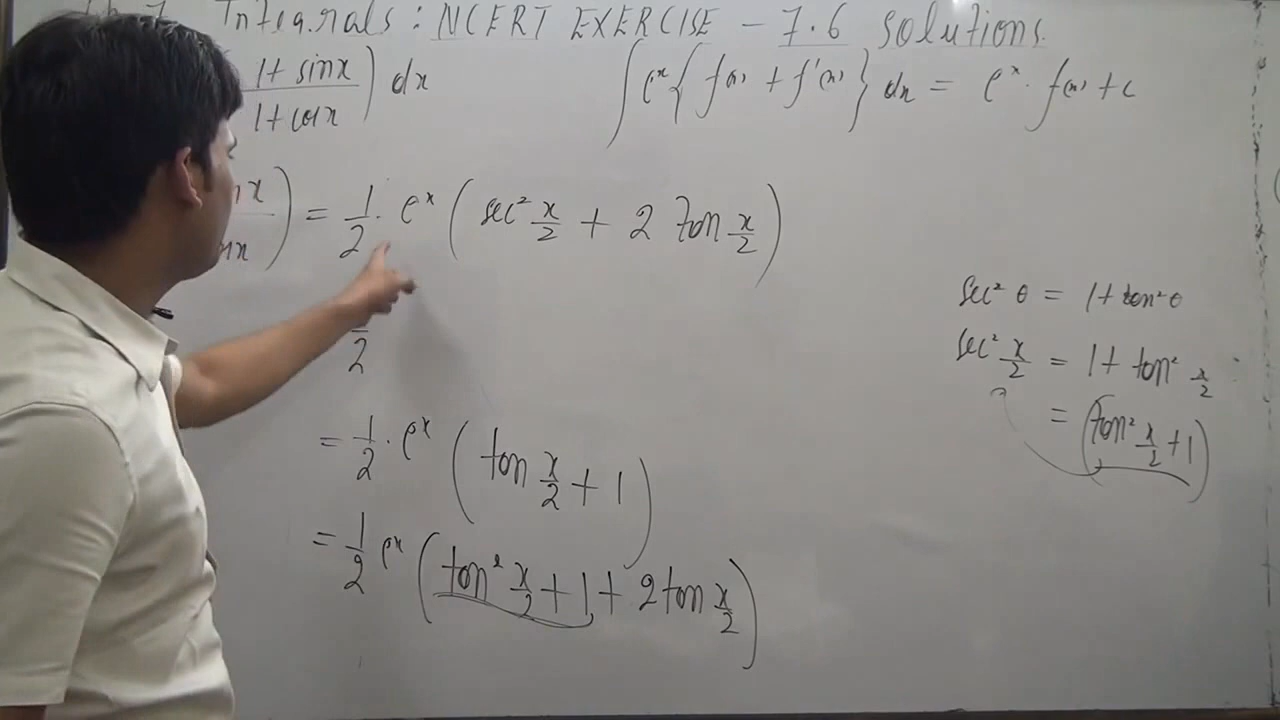 Integrals : NCERT EXERCISE - 7.6 Solutions.
1 + sinx / 1 + cosx ) dx
∫ e^x { f(x) + f'(x) } dx = e^x . f(x) + c
) = 1/2 . e^x ( sec² x/2 + 2 tan x/2 )
2
= 1/2 . e^x ( tan x/2 + 1 )
= 1/2 e^x ( tan² x/2 + 1 + 2 tan x/2 )
sec² θ = 1 + tan² θ
sec² x/2 = 1 + tan² x/2
= ( tan² x/2 + 1 )